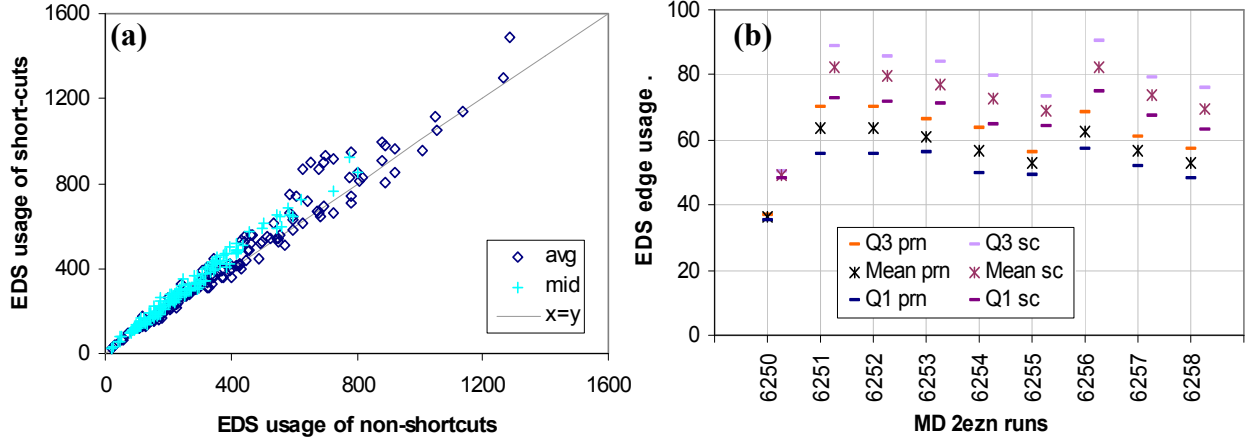 (a)
EDS usage of short-cuts
1600
1200
800
400
0
avg
mid
x=y
0 400 800 1200 1600
EDS usage of non-shortcuts
(b)
EDS edge usage .
100
80
60
40
20
0
Q3 prn Q3 sc
Mean prn Mean sc
Q1 prn Q1 sc
6250 6251 6252 6253 6254 6255 6256 6257 6258
MD 2ezn runs